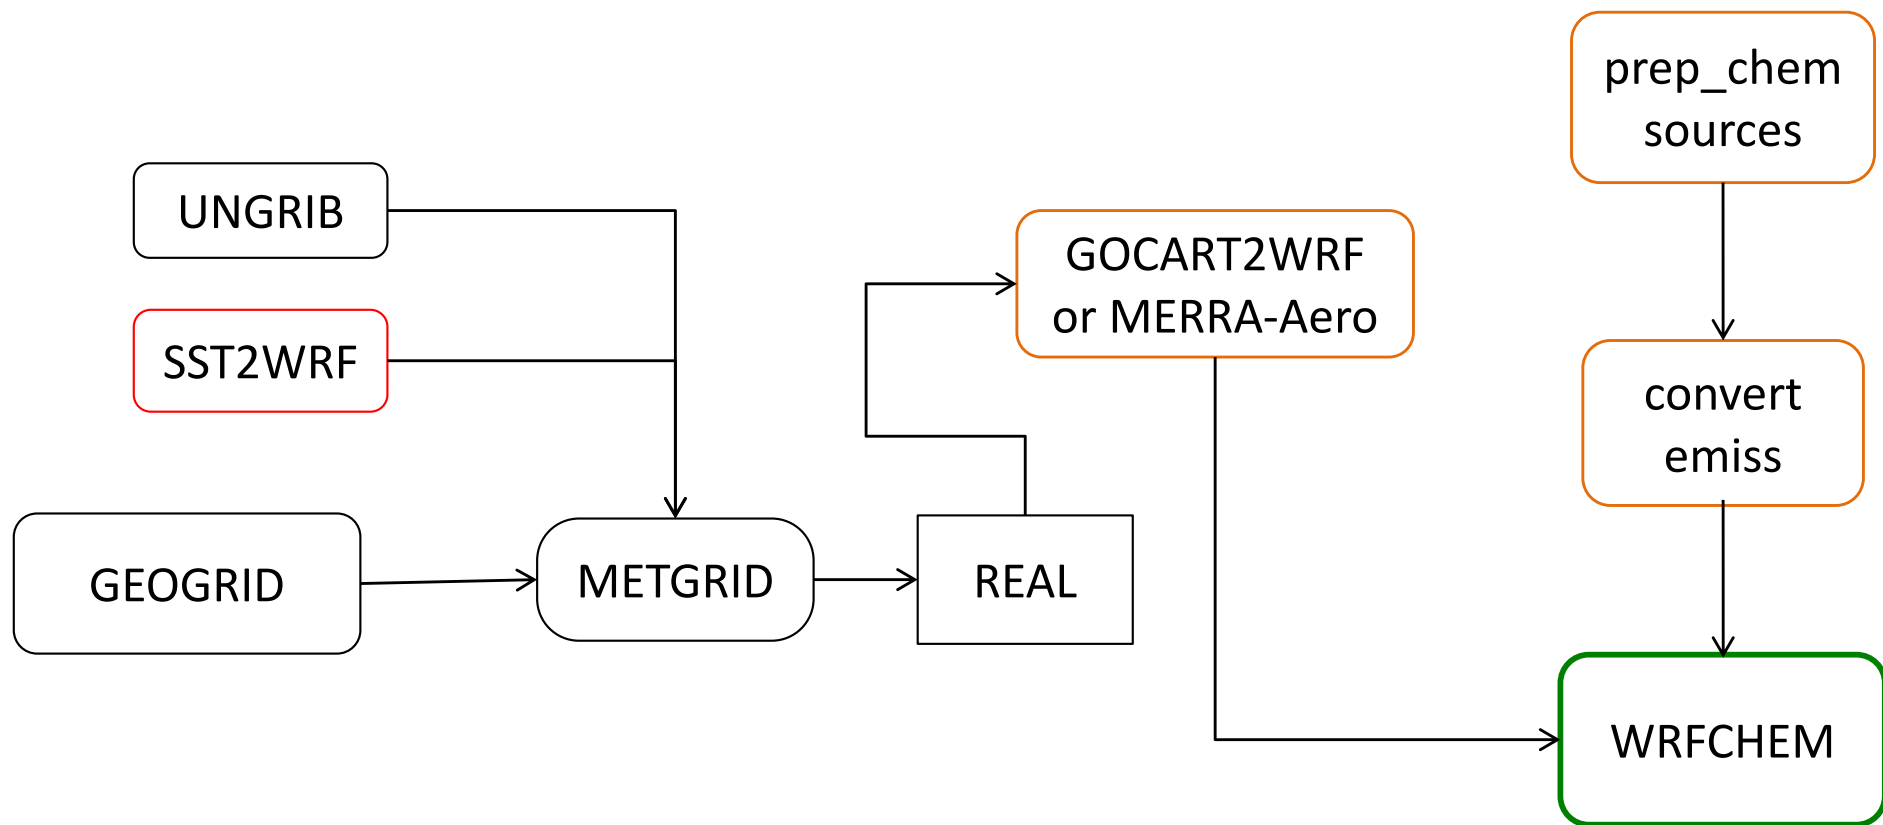 prep_chem
sources
UNGRIB
GOCART2WRF
or MERRA-Aero
SST2WRF
convert
emiss
GEOGRID
METGRID
REAL
WRFCHEM